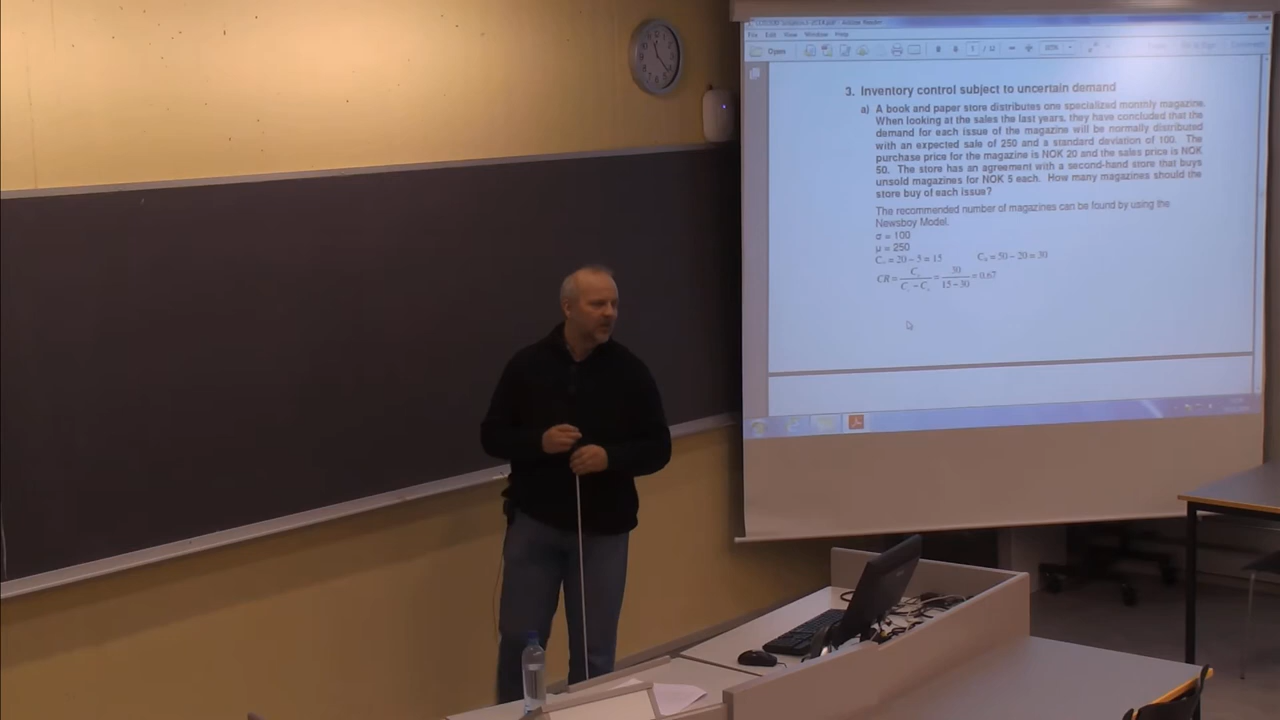 File Edit View Window Help
Open
3. Inventory control subject to uncertain demand
a) A book and paper store distributes one specialized monthly magazine.
When looking at the sales the last years, they have concluded that the
demand for each issue of the magazine will be normally distributed
with an expected sale of 250 and a standard deviation of 100. The
purchase price for the magazine is NOK 20 and the sales price is NOK
50. The store has an agreement with a second-hand store that buys
unsold magazines for NOK 5 each. How many magazines should the
store buy of each issue?
The recommended number of magazines can be found by using the
Newsboy Model.
σ = 100
μ = 250
= 20 − 5 = 15 = 50 − 20 = 30
CR = = 30 = 0.67